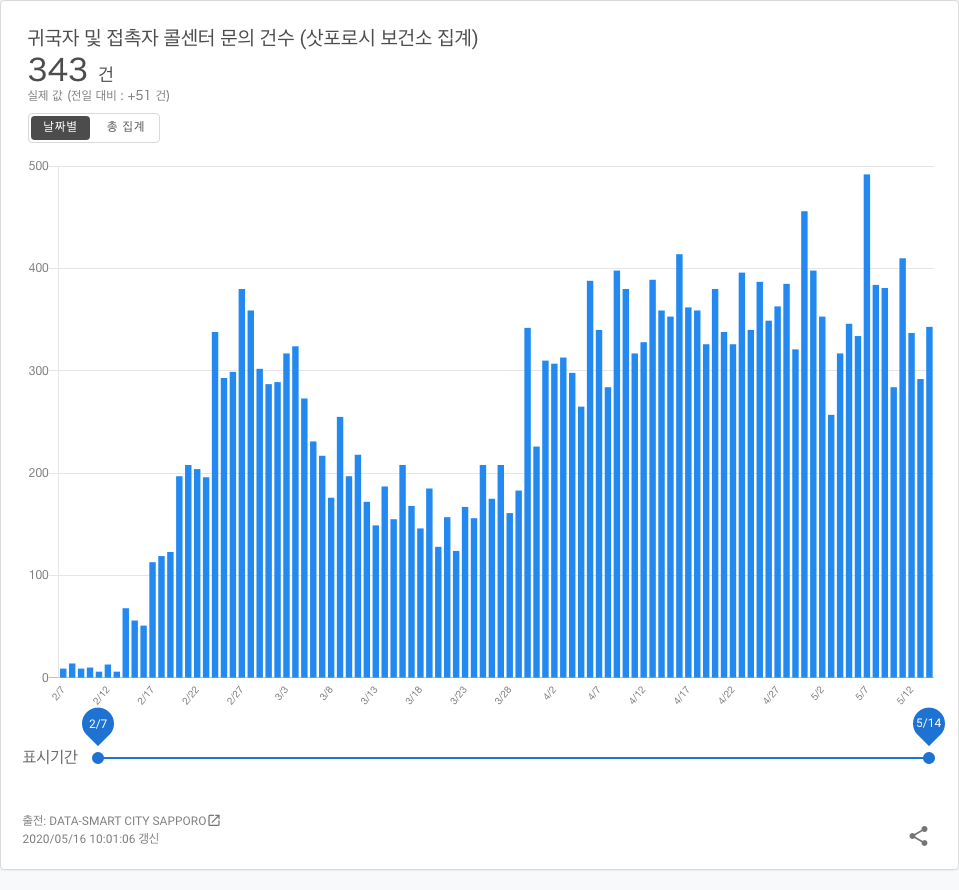 귀국자 및 접촉자 콜센터 문의 건수 (삿포로시 보건소 집계)
343 건
실제 값 (전일 대비 : +51 건)
날짜별 총 집계
500
400
300
200
100
0
2/7 2/12 2/17 2/22 2/27 3/3 3/8 3/13 3/18 3/23 3/28 4/2 4/7 4/12 4/17 4/22 4/27 5/2 5/7 5/12
2/7 5/14
표시기간
출전: DATA-SMART CITY SAPPORO
2020/05/16 10:01:06 갱신